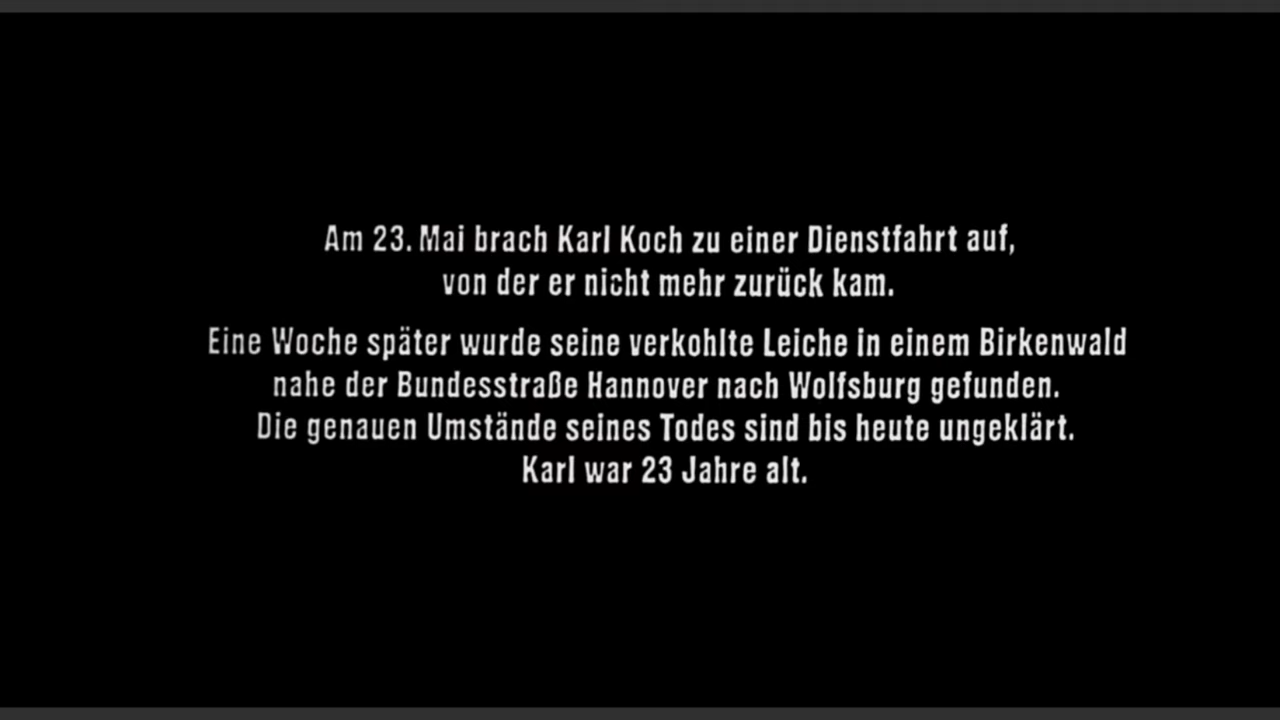 Am 23. Mai brach Karl Koch zu einer Dienstfahrt auf,
von der er nicht mehr zurück kam.
Eine Woche später wurde seine verkohlte Leiche in einem Birkenwald
nahe der Bundesstraße Hannover nach Wolfsburg gefunden.
Die genauen Umstände seines Todes sind bis heute ungeklärt.
Karl war 23 Jahre alt.